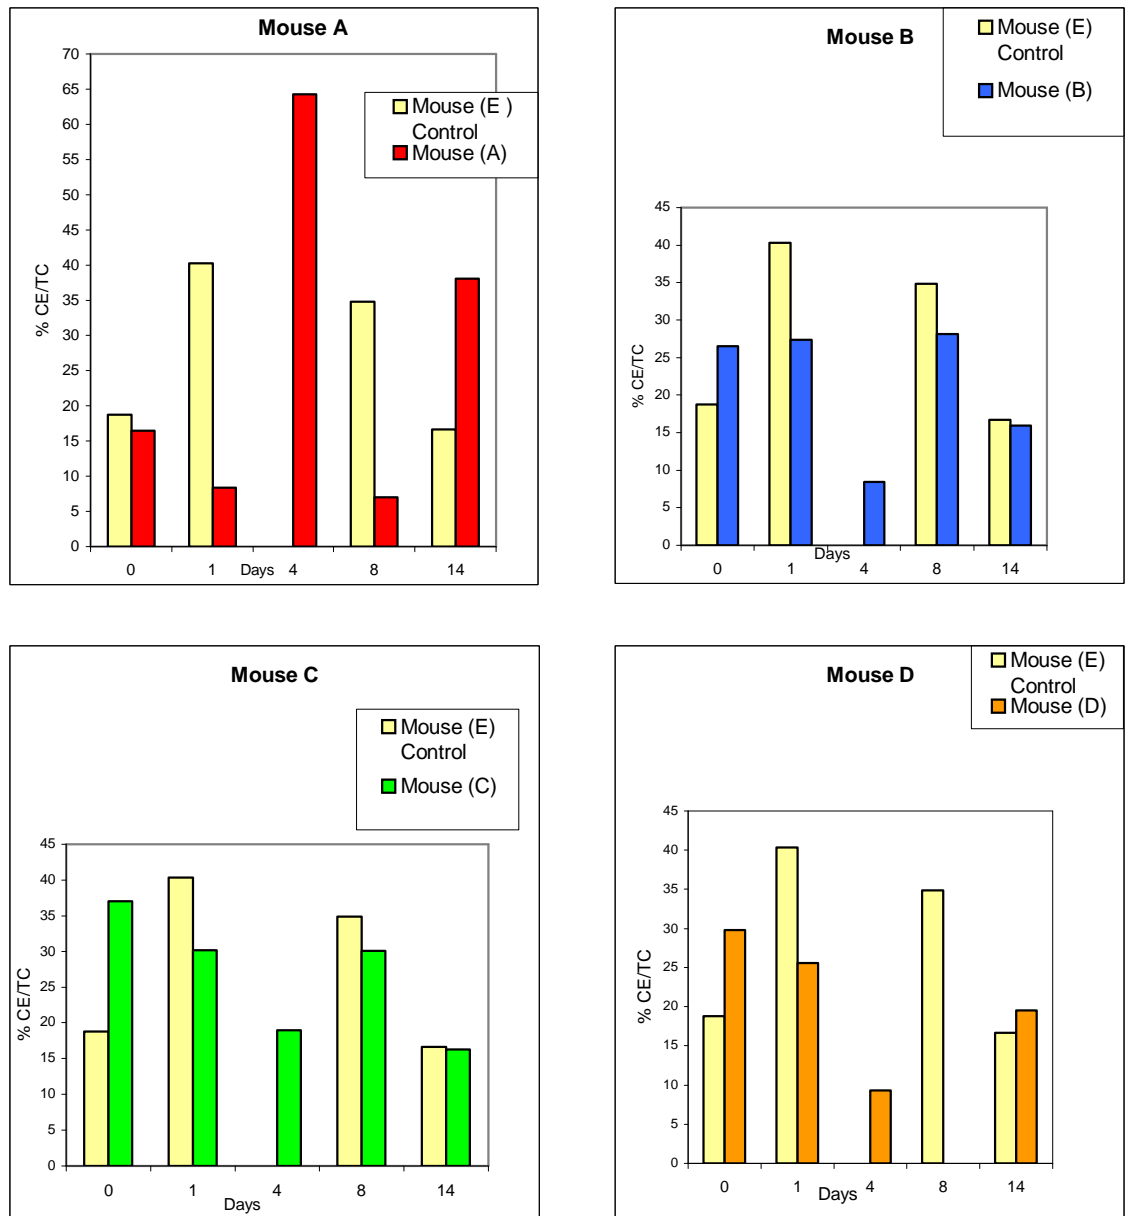 Mouse A
Mouse (E )
Control
Mouse (A)
70
65
60
55
50
45
40
35
30
25
20
15
10
5
0
% CE/TC
0 1 Days 4 8 14
Mouse B
Mouse (E)
Control
Mouse (B)
45
40
35
30
25
20
15
10
5
0
% CE/TC
Days
0 1 4 8 14
Mouse C
Mouse (E)
Control
Mouse (C)
45
40
35
30
25
20
15
10
5
0
% CE/TC
0 1 4 8 14
Days
Mouse D
Mouse (E)
Control
Mouse (D)
45
40
35
30
25
20
15
10
5
0
% CE/TC
0 1 Days 4 8 14